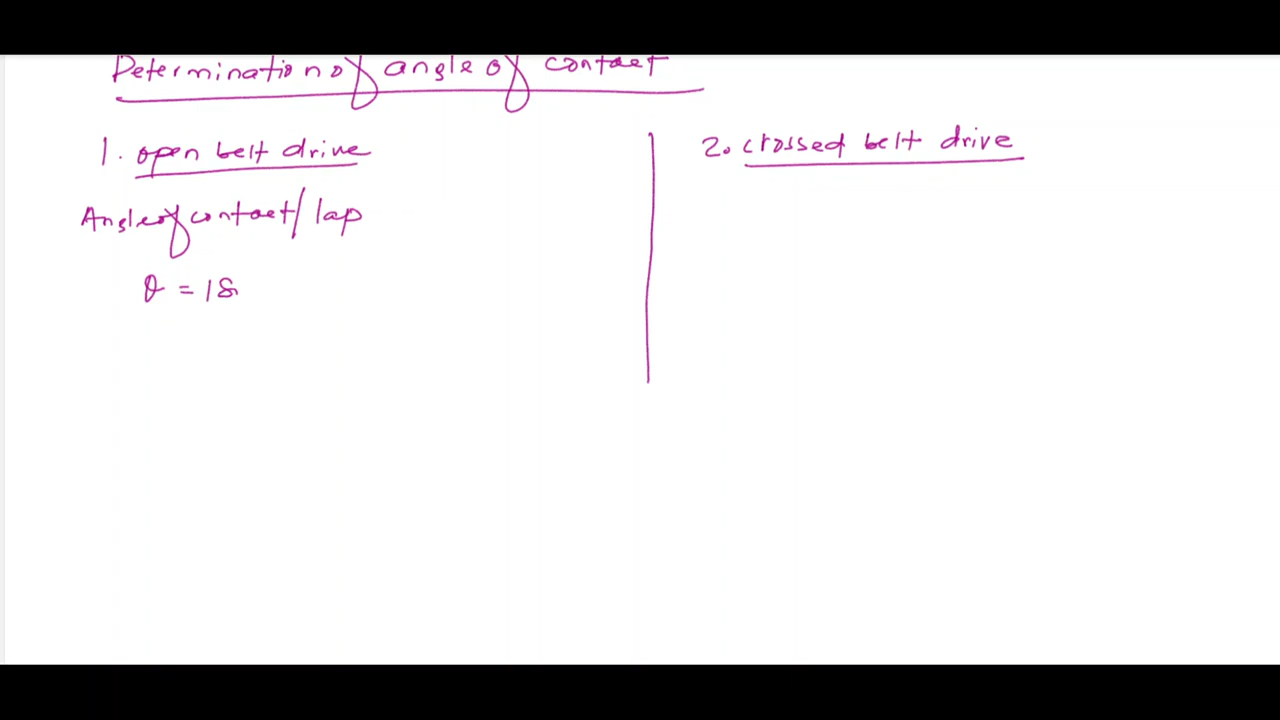 Determination of angle of contact
1. open belt drive
Angle of contact/lap
θ = 18
2. crossed belt drive